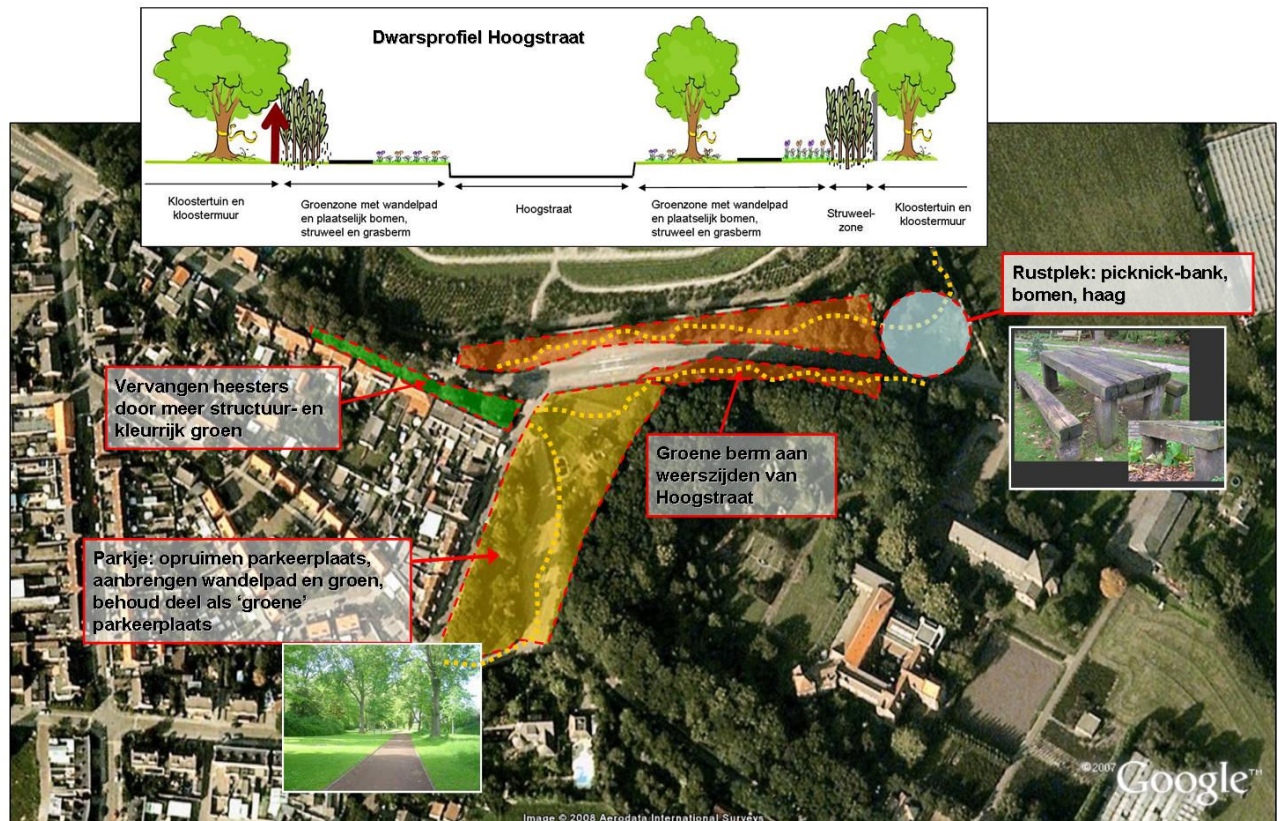 Dwarsprofiel Hoogstraat
Kloostertuin en
kloostermuur
Groenzone met wandelpad
en plaatselijk bomen,
struweel en grasberm
Hoogstraat
Groenzone met wandelpad
en plaatselijk bomen,
struweel en grasberm
Struweel-
zone
Kloostertuin en
kloostermuur
Rustplek: picknick-bank,
bomen, haag
Vervangen heesters
door meer structuur- en
kleurrijk groen
Groene berm aan
weerszijden van
Hoogstraat
Parkje: opruimen parkeerplaats,
aanbrengen wandelpad en groen,
behoud deel als ‘groene’
parkeerplaats
©2007 Google™
Image © 2008 Aerodata International Surveys